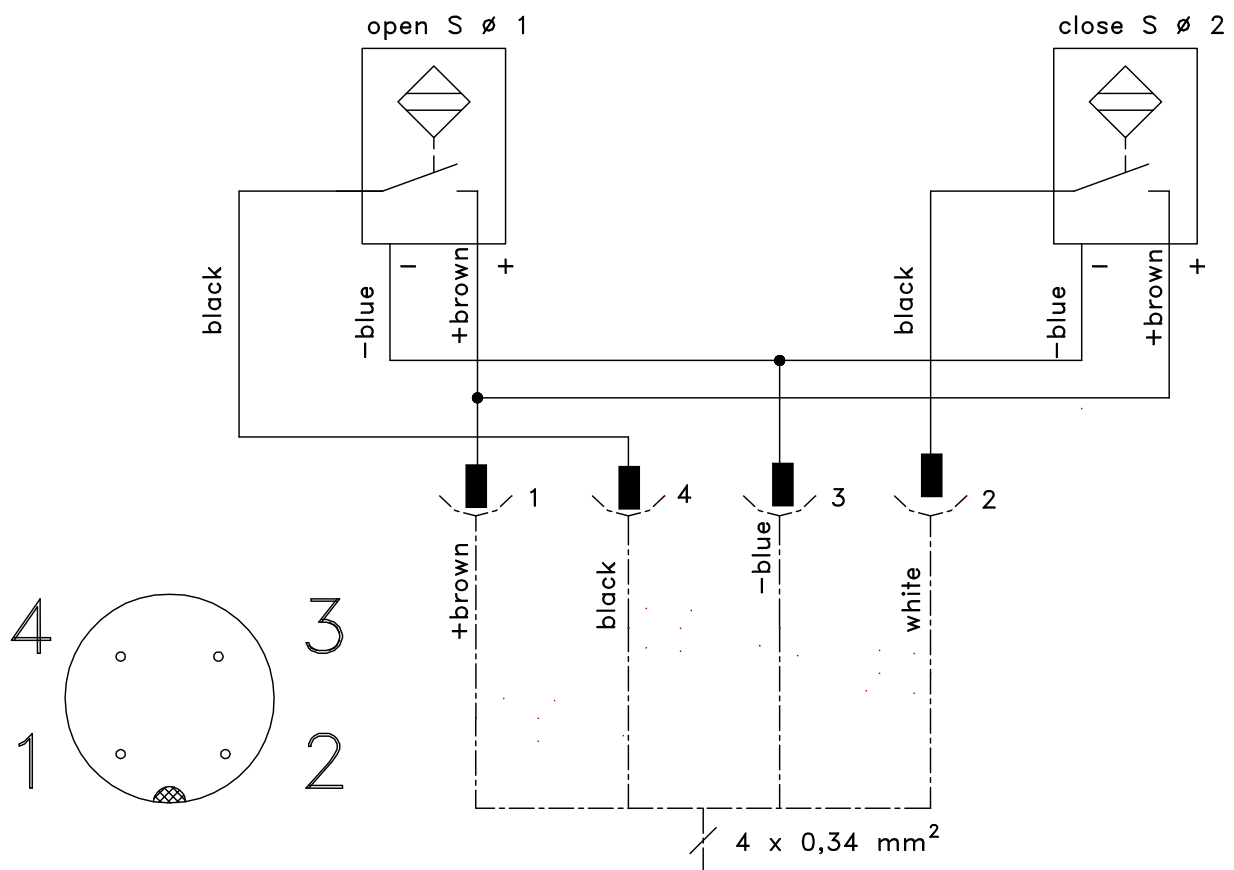 open S ø 1
close S ø 2
- +
- +
black
-blue
+brown
black
-blue
+brown
1
4
3
2
+brown
black
-blue
white
4
3
1
2
4 x 0,34 mm²